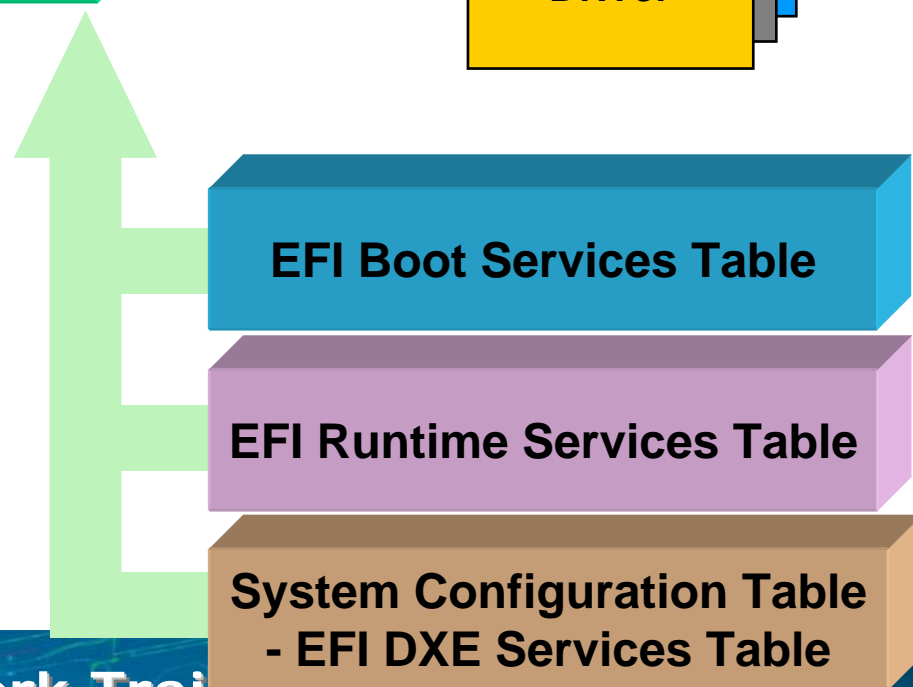 EFI Boot Services Table
EFI Runtime Services Table
System Configuration Table
- EFI DXE Services Table